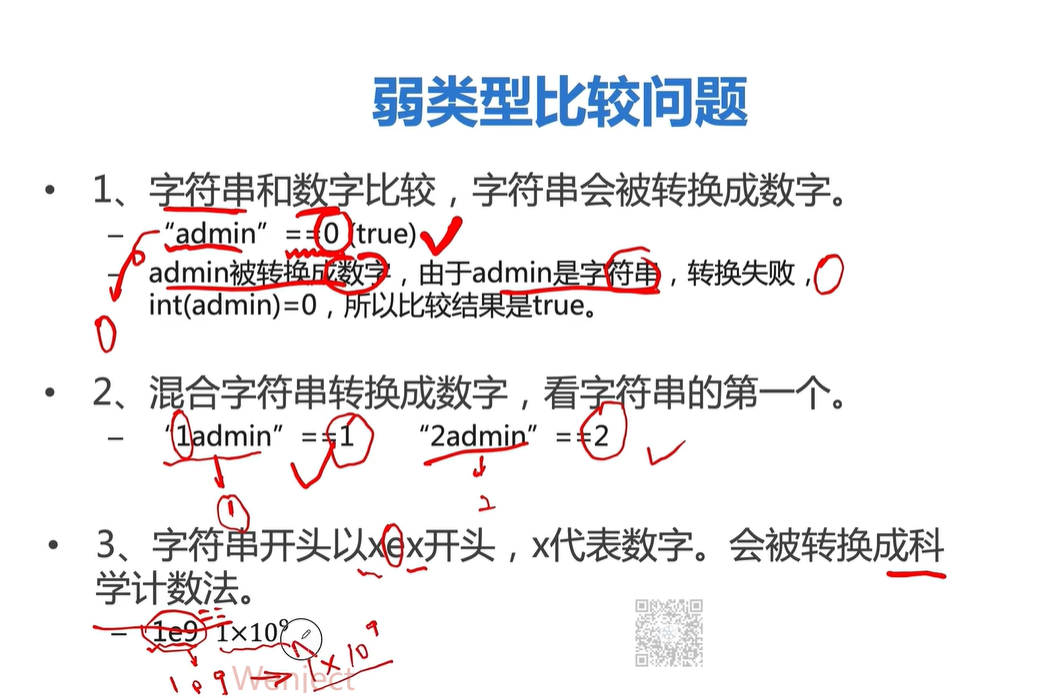 弱类型比较问题
• 1、字符串和数字比较，字符串会被转换成数字。
– “admin” ==0 (true)
– admin被转换成数字，由于admin是字符串，转换失败，
int(admin)=0，所以比较结果是true。
0
• 2、混合字符串转换成数字，看字符串的第一个。
– “1admin” ==1 “2admin” ==2
1 2
• 3、字符串开头以xex开头，x代表数字。会被转换成科
学计数法。
– 1e9 1×10⁹
1e9 → 1×10⁹
Wenject